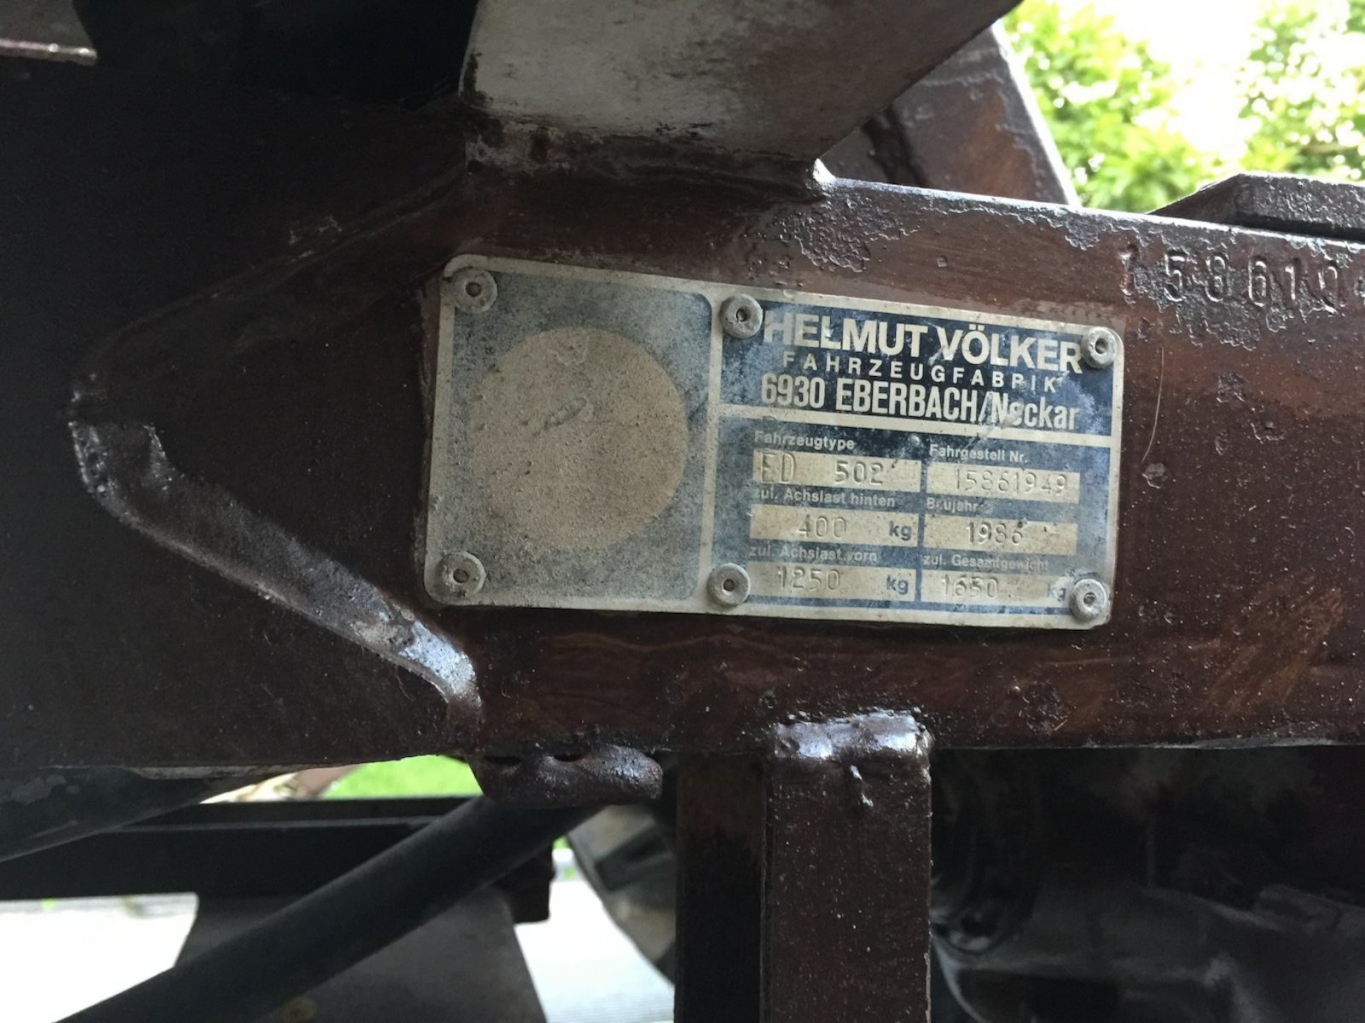 HELMUT VÖLKER
FAHRZEUGFABRIK
6930 EBERBACH/Neckar
Fahrzeugtype
Fahrgestell Nr.
ED 502
15861949
zul. Achslast hinten
Baujahr
400 kg
1986
zul. Achslast vorn
zul. Gesamtgewicht
1250 kg
1650 kg
158619